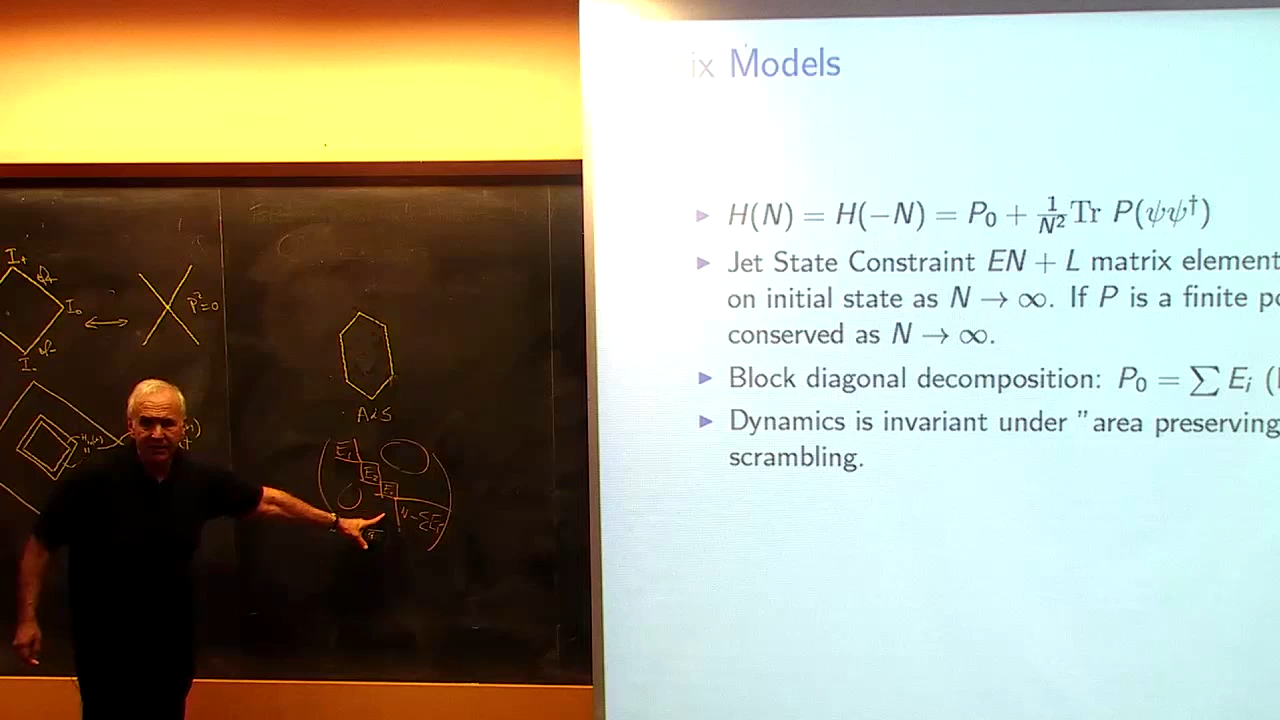 I+
I0
P²=0
I-
AdS
E1
E2
N-ΣEi
ix Models
H(N) = H(−N) = P₀ + 1/N² Tr P(ψψ†)
Jet State Constraint EN + L matrix element
on initial state as N → ∞. If P is a finite po
conserved as N → ∞.
Block diagonal decomposition: P₀ = ∑ Eᵢ (
Dynamics is invariant under "area preserving
scrambling.